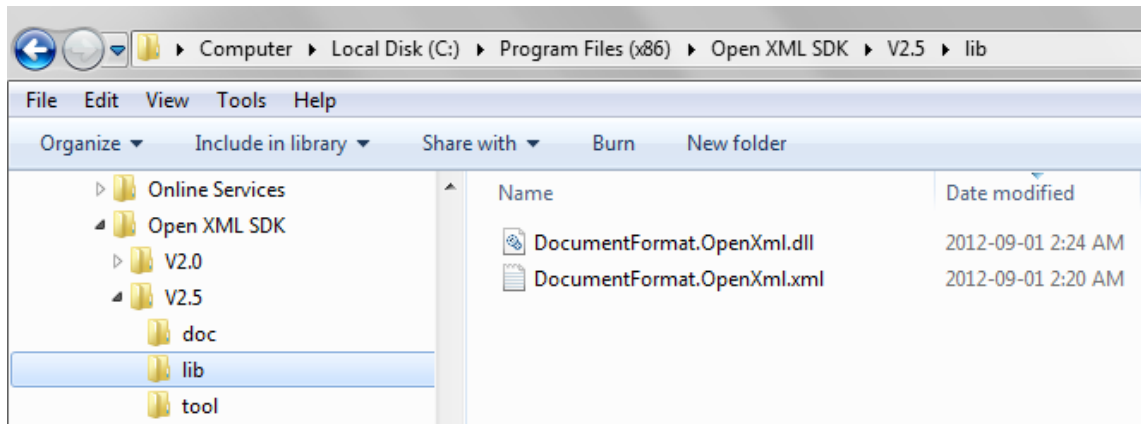 Computer Local Disk (C:) Program Files (x86) Open XML SDK V2.5 lib
File Edit View Tools Help
Organize Include in library Share with Burn New folder
Online Services
Open XML SDK
V2.0
V2.5
doc
lib
tool
Name Date modified
DocumentFormat.OpenXml.dll 2012-09-01 2:24 AM
DocumentFormat.OpenXml.xml 2012-09-01 2:20 AM